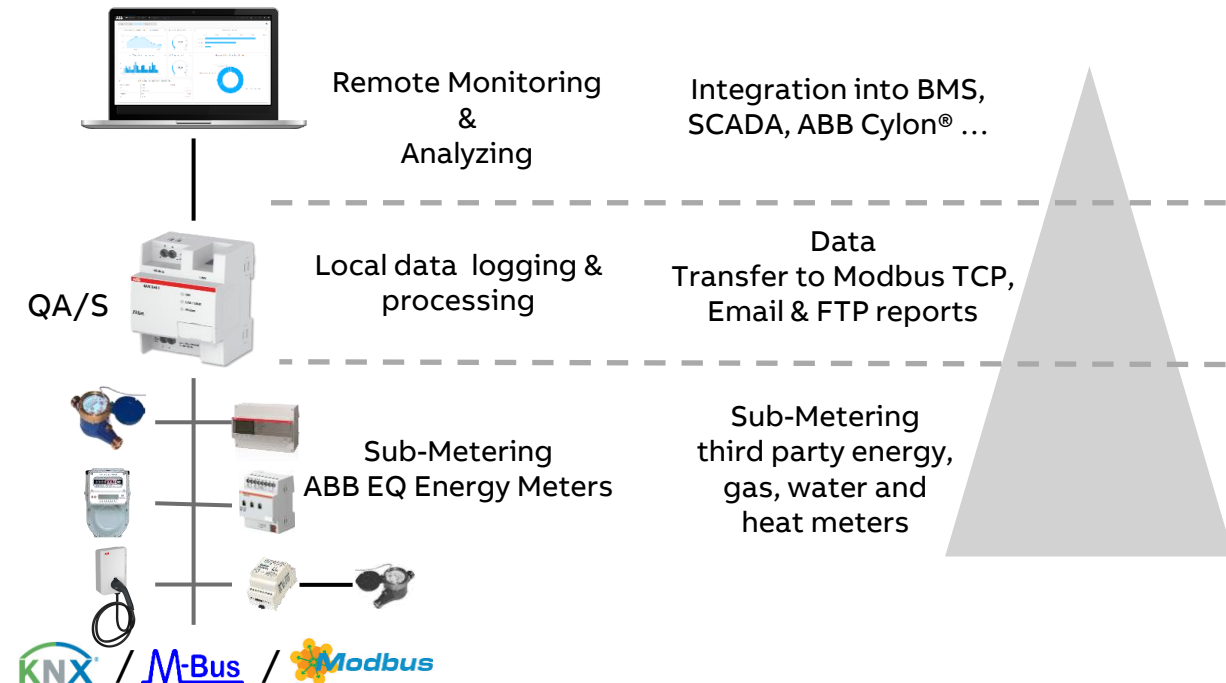 Remote Monitoring
&
Analyzing
Integration into BMS,
SCADA, ABB Cylon® …
QA/S
Local data logging &
processing
Data
Transfer to Modbus TCP,
Email & FTP reports
Sub-Metering
ABB EQ Energy Meters
Sub-Metering
third party energy,
gas, water and
heat meters
KNX / M-Bus / Modbus